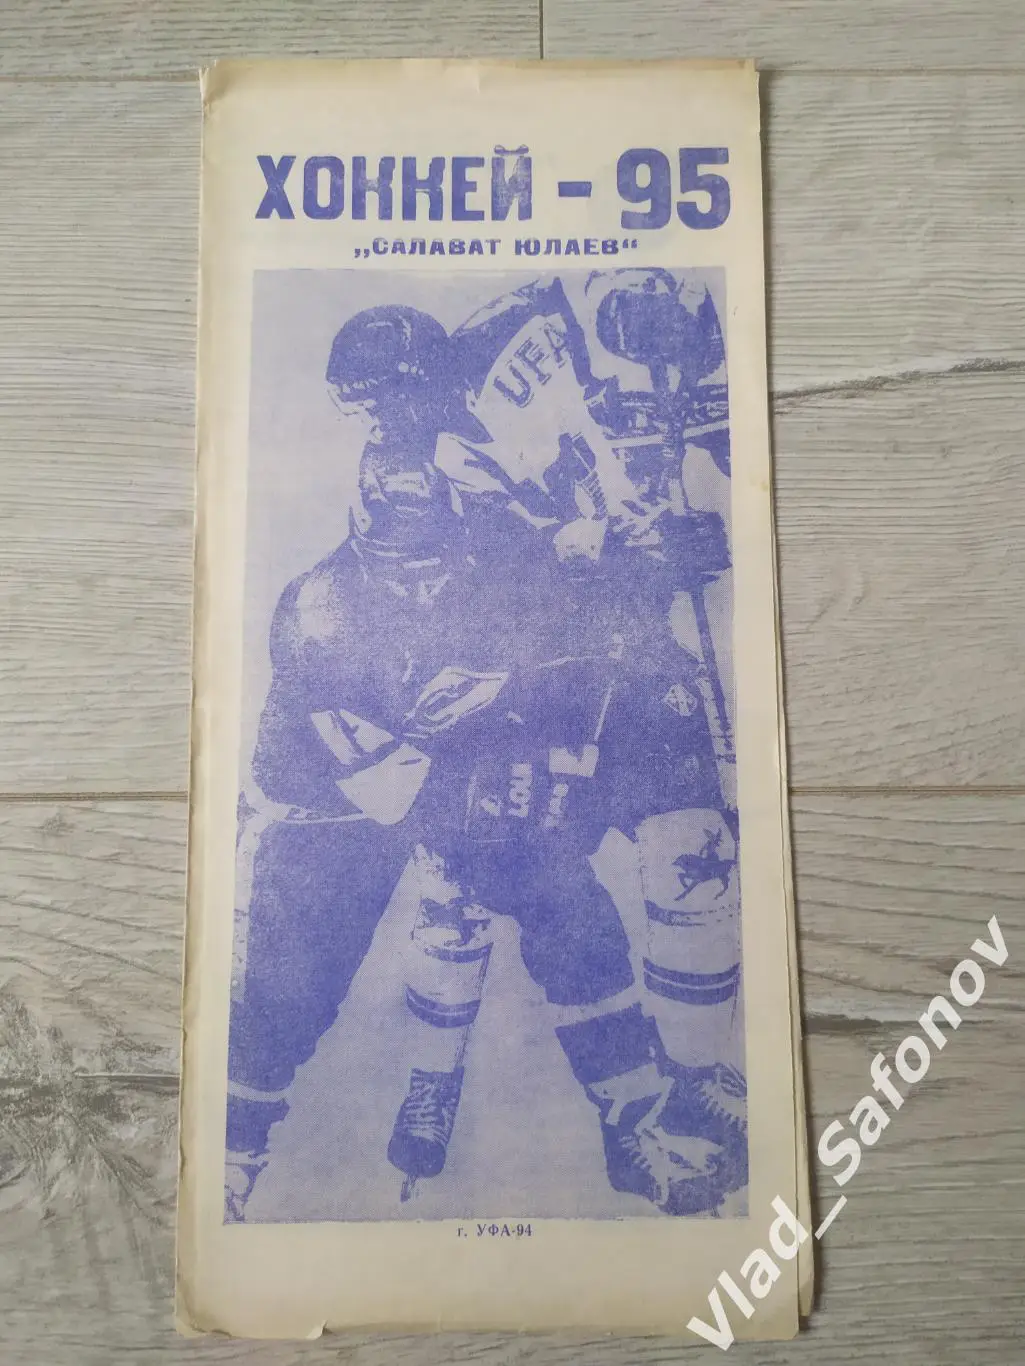 ХОККЕЙ - 95
„САЛАВАТ ЮЛАЕВ“
UFA
г. УФА-94
Vlad_Safonov